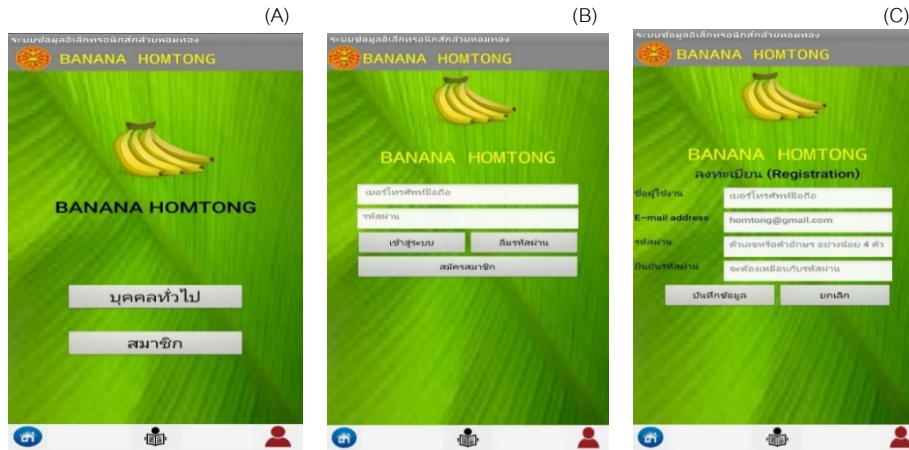 (A)
ระบบข้อมูลอิเล็กทรอนิกส์กล้วยหอมทอง
BANANA HOMTONG
BANANA HOMTONG
บุคคลทั่วไป
สมาชิก
(B)
ระบบข้อมูลอิเล็กทรอนิกส์กล้วยหอมทอง
BANANA HOMTONG
BANANA HOMTONG
เบอร์โทรศัพท์มือถือ
รหัสผ่าน
เข้าสู่ระบบ ลืมรหัสผ่าน
สมัครสมาชิก
(C)
ระบบข้อมูลอิเล็กทรอนิกส์กล้วยหอมทอง
BANANA HOMTONG
BANANA HOMTONG
ลงทะเบียน (Registration)
ชื่อผู้ใช้งาน เบอร์โทรศัพท์มือถือ
E-mail address homtong@gmail.com
รหัสผ่าน ตัวเลขหรือตัวอักษร อย่างน้อย 4 ตัว
ยืนยันรหัสผ่าน จะต้องเหมือนกับรหัสผ่าน
บันทึกข้อมูล ยกเลิก